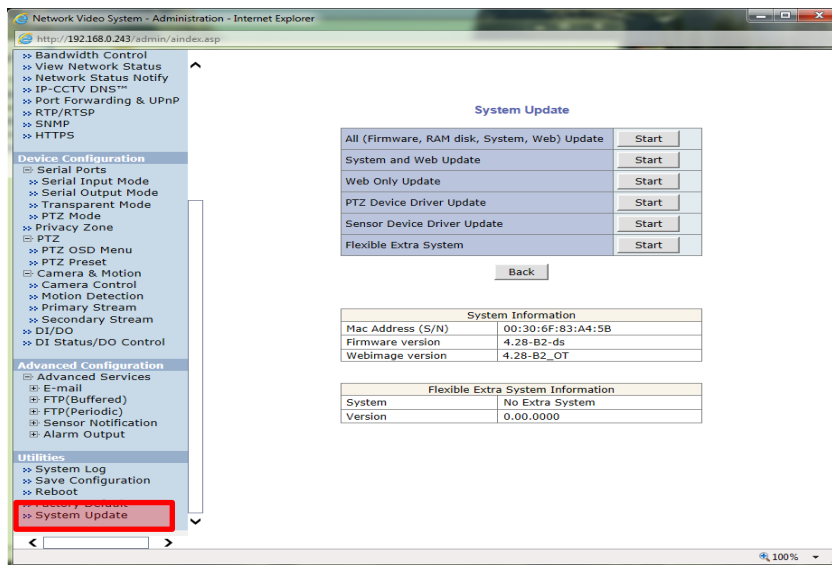 Network Video System - Administration - Internet Explorer
http://192.168.0.243/admin/aindex.asp
Bandwidth Control
View Network Status
Network Status Notify
IP-CCTV DNS™
Port Forwarding & UPnP
RTP/RTSP
SNMP
HTTPS
Device Configuration
Serial Ports
Serial Input Mode
Serial Output Mode
Transparent Mode
PTZ Mode
Privacy Zone
PTZ
PTZ OSD Menu
PTZ Preset
Camera & Motion
Camera Control
Motion Detection
Primary Stream
Secondary Stream
DI/DO
DI Status/DO Control
Advanced Configuration
Advanced Services
E-mail
FTP(Buffered)
FTP(Periodic)
Sensor Notification
Alarm Output
Utilities
System Log
Save Configuration
Reboot
Factory Default
System Update
System Update
All (Firmware, RAM disk, System, Web) Update Start
System and Web Update Start
Web Only Update Start
PTZ Device Driver Update Start
Sensor Device Driver Update Start
Flexible Extra System Start
Back
System Information
Mac Address (S/N) 00:30:6F:83:A4:5B
Firmware version 4.28-B2-ds
Webimage version 4.28-B2_OT
Flexible Extra System Information
System No Extra System
Version 0.00.0000
100%